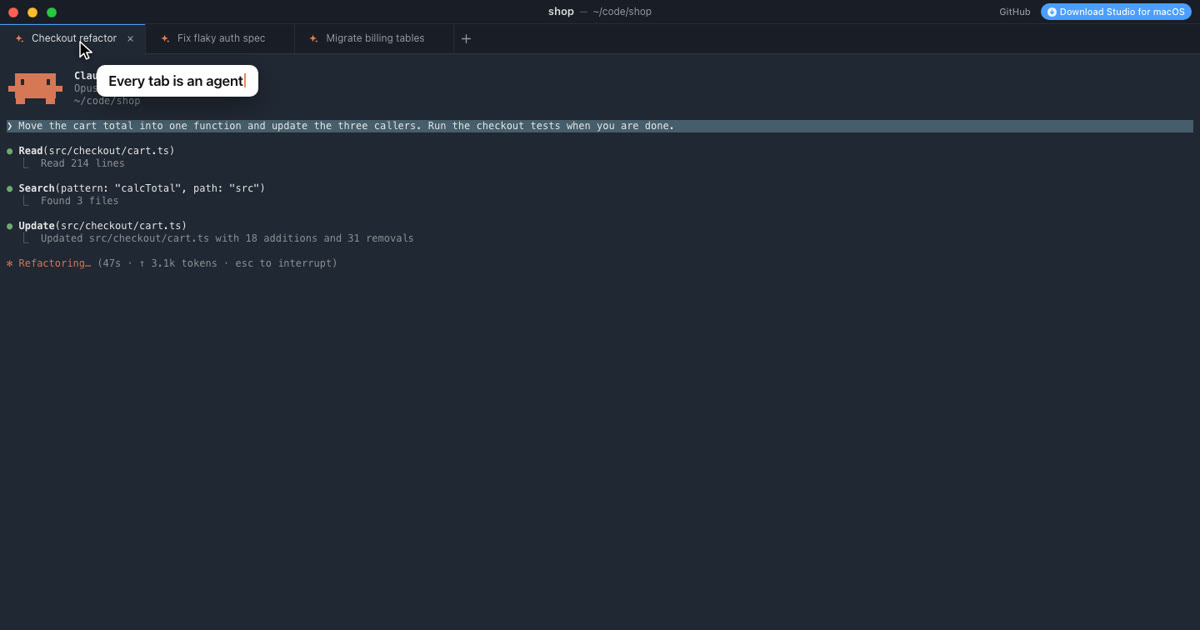 shop — ~/code/shop
GitHub
Download Studio for macOS
Checkout refactor ×
Fix flaky auth spec
Migrate billing tables
+
Every tab is an agent
~/code/shop
❯ Move the cart total into one function and update the three callers. Run the checkout tests when you are done.
● Read(src/checkout/cart.ts)
⎿ Read 214 lines
● Search(pattern: "calcTotal", path: "src")
⎿ Found 3 files
● Update(src/checkout/cart.ts)
⎿ Updated src/checkout/cart.ts with 18 additions and 31 removals
✻ Refactoring… (47s · ↑ 3.1k tokens · esc to interrupt)